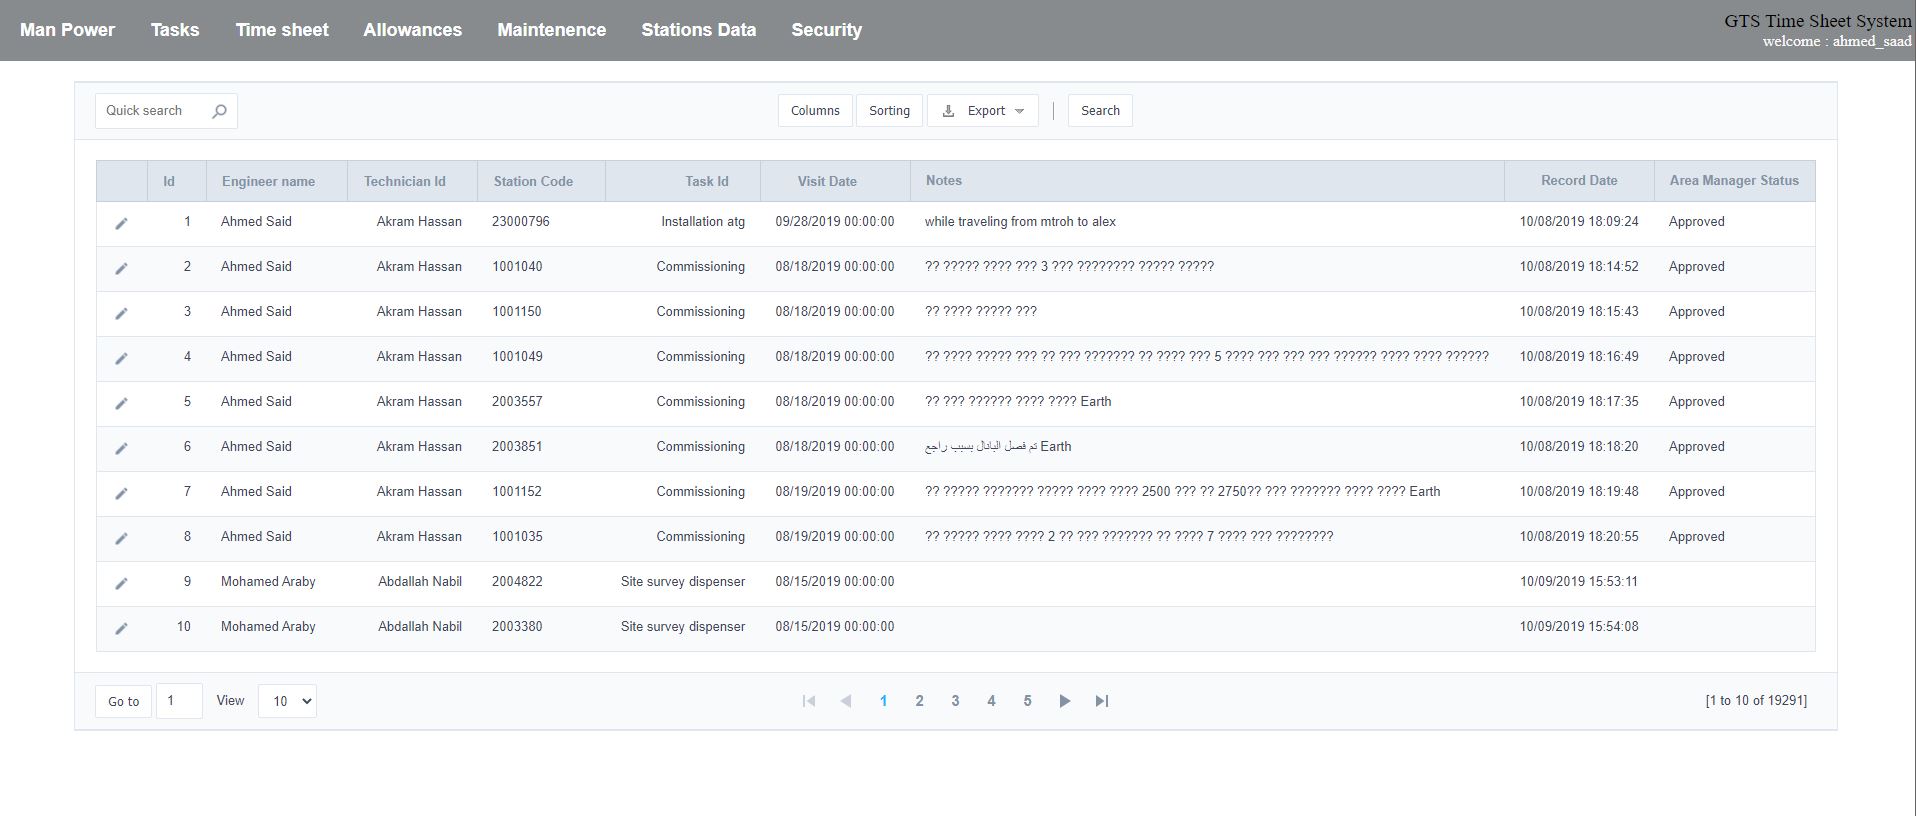 Man Power Tasks Time sheet Allowances Maintenence Stations Data Security
GTS Time Sheet System
welcome : ahmed_saad
Quick search Columns Sorting Export Search
Id Engineer name Technician Id Station Code Task Id Visit Date Notes Record Date Area Manager Status
1 Ahmed Said Akram Hassan 23000796 Installation atg 09/28/2019 00:00:00 while traveling from mtroh to alex 10/08/2019 18:09:24 Approved
2 Ahmed Said Akram Hassan 1001040 Commissioning 08/18/2019 00:00:00 ?? ????? ???? ??? 3 ??? ???????? ????? ????? 10/08/2019 18:14:52 Approved
3 Ahmed Said Akram Hassan 1001150 Commissioning 08/18/2019 00:00:00 ?? ???? ????? ??? 10/08/2019 18:15:43 Approved
4 Ahmed Said Akram Hassan 1001049 Commissioning 08/18/2019 00:00:00 ?? ???? ????? ??? ?? ??? ??????? ?? ???? ??? 5 ???? ??? ??? ??? ?????? ???? ???? ?????? 10/08/2019 18:16:49 Approved
5 Ahmed Said Akram Hassan 2003557 Commissioning 08/18/2019 00:00:00 ?? ??? ?????? ???? ???? Earth 10/08/2019 18:17:35 Approved
6 Ahmed Said Akram Hassan 2003851 Commissioning 08/18/2019 00:00:00 تم فصل البانال بسبب راجع Earth 10/08/2019 18:18:20 Approved
7 Ahmed Said Akram Hassan 1001152 Commissioning 08/19/2019 00:00:00 ?? ????? ??????? ????? ???? ???? 2500 ??? ?? 2750?? ??? ??????? ???? ???? Earth 10/08/2019 18:19:48 Approved
8 Ahmed Said Akram Hassan 1001035 Commissioning 08/19/2019 00:00:00 ?? ????? ???? ???? 2 ?? ??? ??????? ?? ???? 7 ???? ??? ???????? 10/08/2019 18:20:55 Approved
9 Mohamed Araby Abdallah Nabil 2004822 Site survey dispenser 08/15/2019 00:00:00 10/09/2019 15:53:11
10 Mohamed Araby Abdallah Nabil 2003380 Site survey dispenser 08/15/2019 00:00:00 10/09/2019 15:54:08
Go to 1 View 10 1 2 3 4 5 [1 to 10 of 19291]